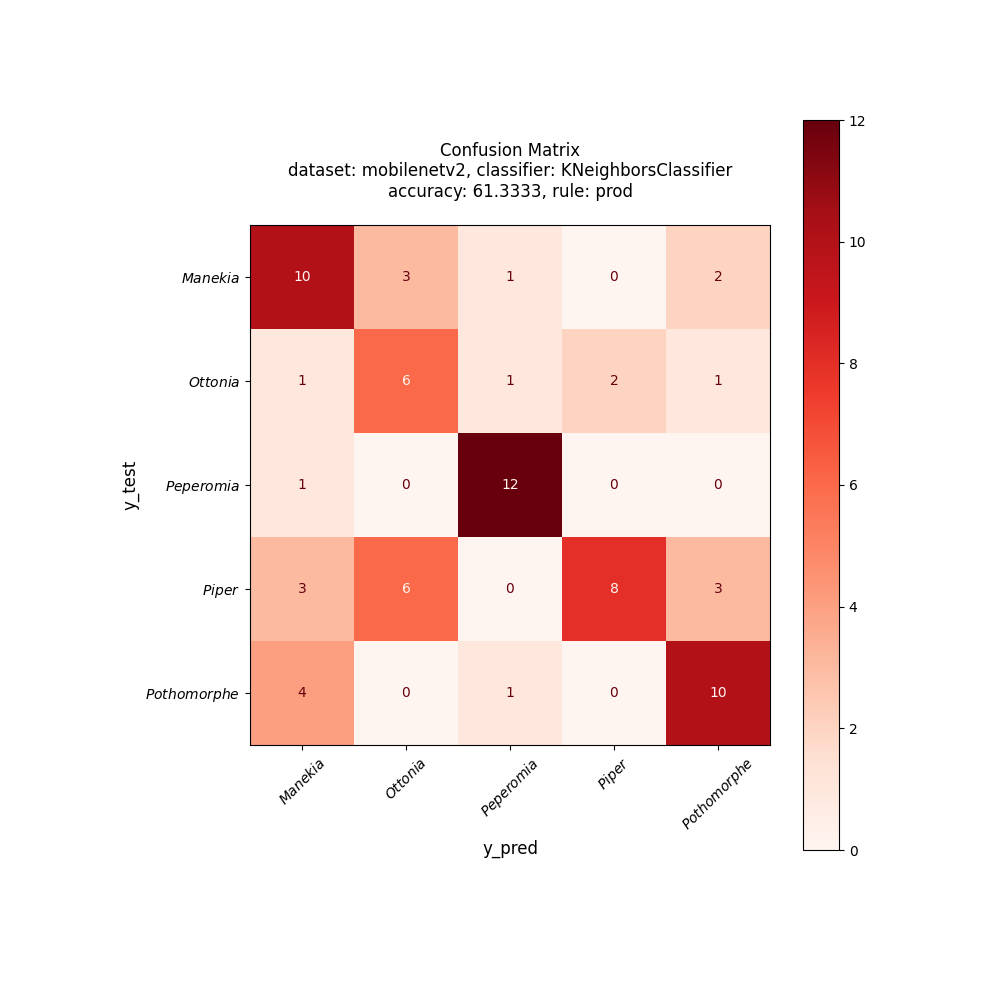 Confusion Matrix
dataset: mobilenetv2, classifier: KNeighborsClassifier
accuracy: 61.3333, rule: prod
y_test
Manekia 10 3 1 0 2
Ottonia 1 6 1 2 1
Peperomia 1 0 12 0 0
Piper 3 6 0 8 3
Pothomorphe 4 0 1 0 10
Manekia Ottonia Peperomia Piper Pothomorphe
y_pred
12
10
8
6
4
2
0